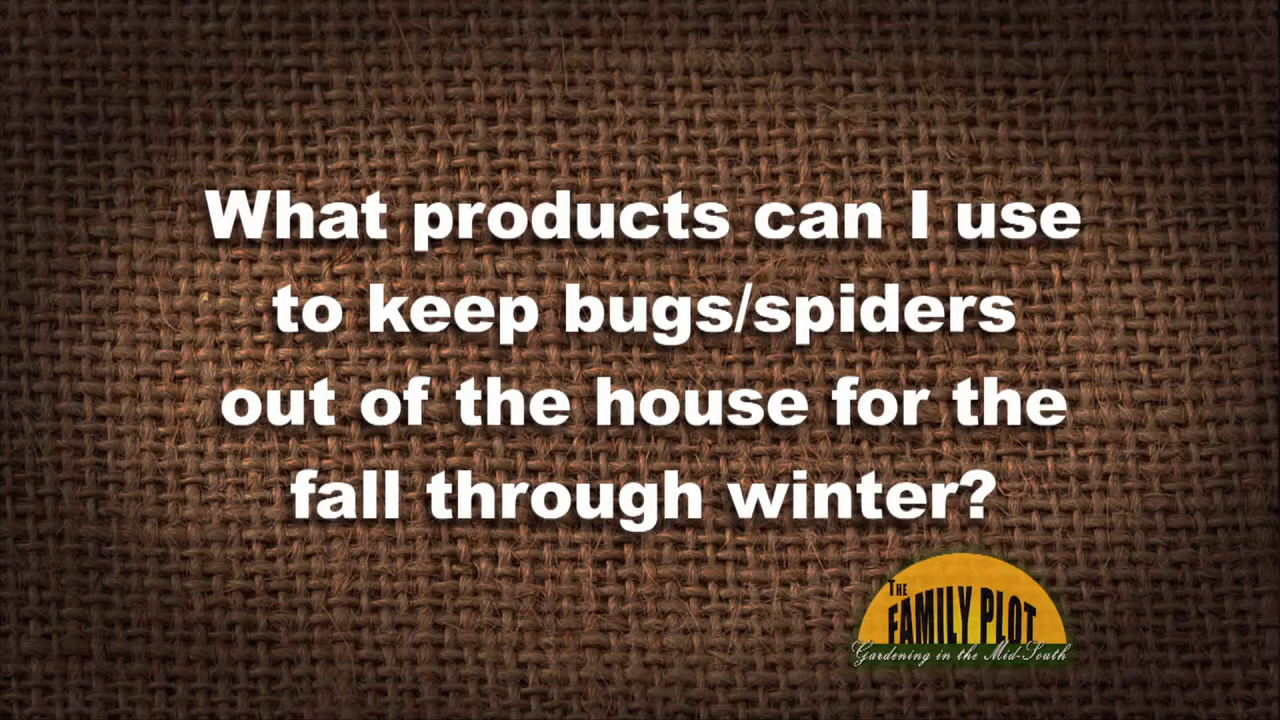 What products can I use
to keep bugs/spiders
out of the house for the
fall through winter?
THE
FAMILY PLOT
Gardening in the Mid-South